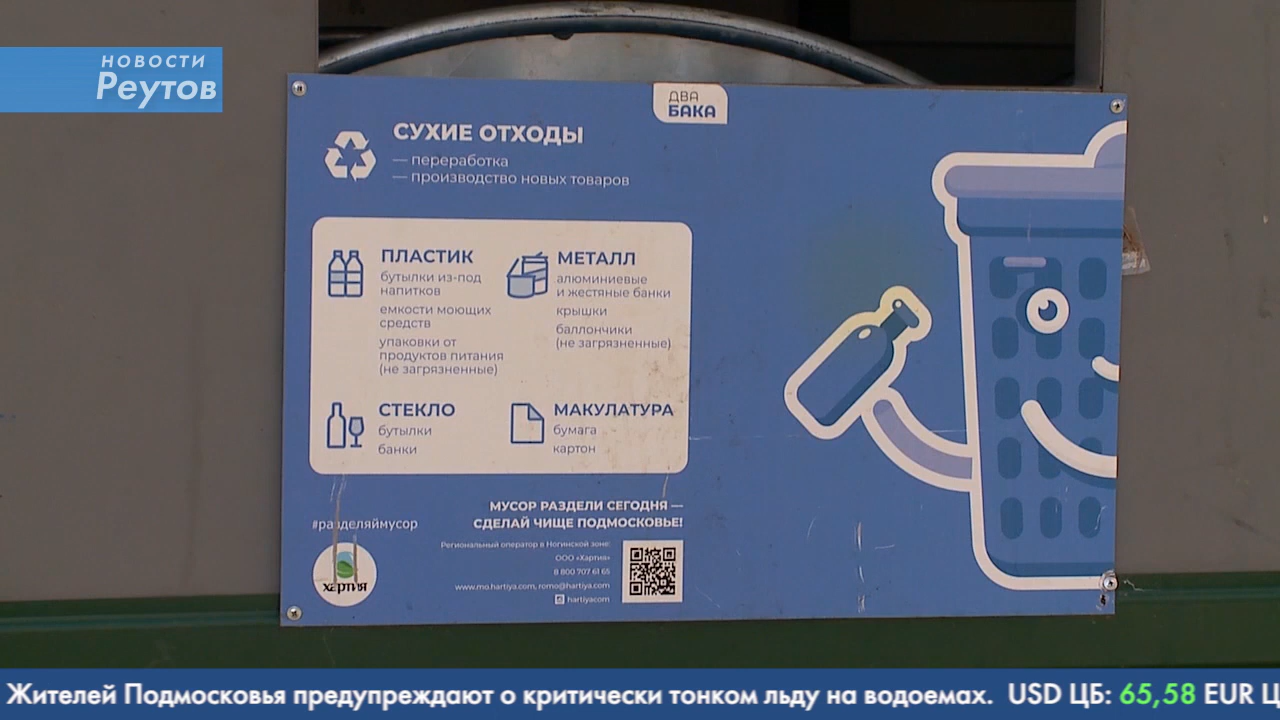 НОВОСТИ
Реутов
ДВА
БАКА
СУХИЕ ОТХОДЫ
— переработка
— производство новых товаров
ПЛАСТИК
бутылки из-под
напитков
емкости моющих
средств
упаковки от
продуктов питания
(не загрязненные)
МЕТАЛЛ
алюминиевые
и жестяные банки
крышки
баллончики
(не загрязненные)
СТЕКЛО
бутылки
банки
МАКУЛАТУРА
бумага
картон
МУСОР РАЗДЕЛИ СЕГОДНЯ —
СДЕЛАЙ ЧИЩЕ ПОДМОСКОВЬЕ!
#разделяймусор
хартия
Региональный оператор в Ногинской зоне:
ООО «Хартия»
8 800 707 61 65
www.mo.hartiya.com, romo@hartiya.com
hartiyacom
Жителей Подмосковья предупреждают о критически тонком льду на водоемах. USD ЦБ: 65,58 EUR Ц